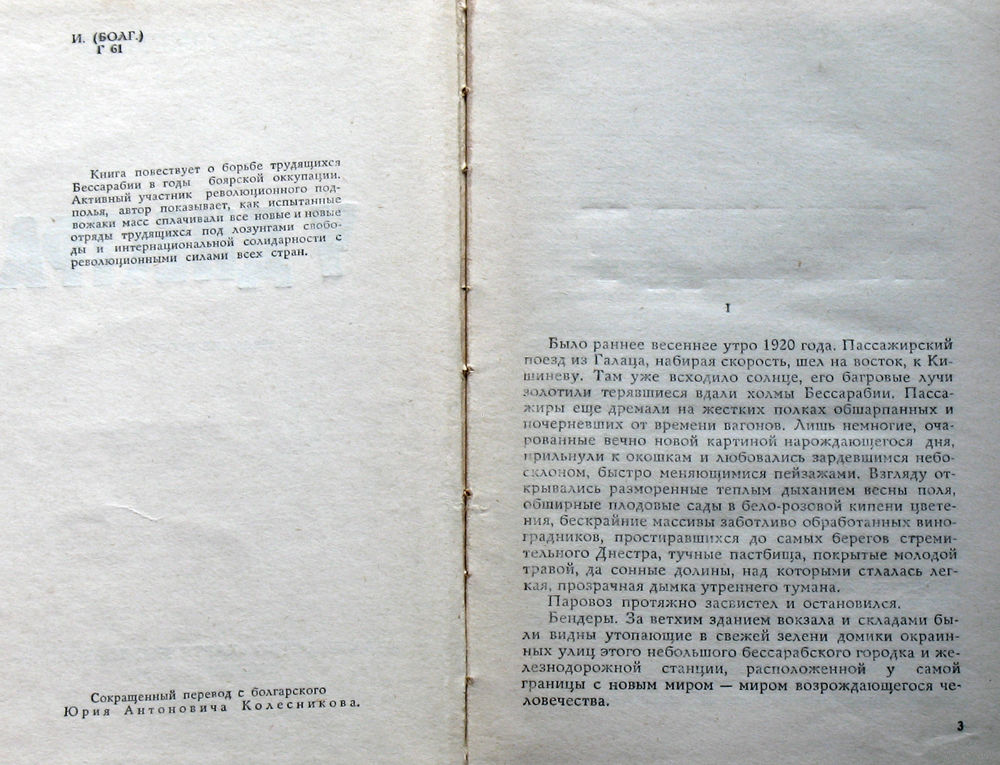 И. (БОЛГ.)
Г 61
Книга повествует о борьбе трудящихся
Бессарабии в годы боярской оккупации.
Активный участник революционного под-
полья, автор показывает, как испытанные
вожаки масс сплачивали все новые и новые
отряды трудящихся под лозунгами свобо-
ды и интернациональной солидарности с
революционными силами всех стран.
Сокращенный перевод с болгарского
Юрия Антоновича Колесникова.
I
Было раннее весеннее утро 1920 года. Пассажирский
поезд из Галаца, набирая скорость, шел на восток, к Ки-
шиневу. Там уже всходило солнце, его багровые лучи
золотили терявшиеся вдали холмы Бессарабии. Пасса-
жиры еще дремали на жестких полках обшарпанных и
почерневших от времени вагонов. Лишь немногие, оча-
рованные вечно новой картиной нарождающегося дня,
прильнули к окошкам и любовались зардевшимся небо-
склоном, быстро меняющимися пейзажами. Взгляду от-
крывались разморенные теплым дыханием весны поля,
обширные плодовые сады в бело-розовой кипени цвете-
ния, бескрайние массивы заботливо обработанных вино-
градников, простиравшихся до самых берегов стреми-
тельного Днестра, тучные пастбища, покрытые молодой
травой, да сонные долины, над которыми стлалась лег-
кая, прозрачная дымка утреннего тумана.
Паровоз протяжно засвистел и остановился.
Бендеры. За ветхим зданием вокзала и складами бы-
ли видны утопающие в свежей зелени домики окраин-
ных улиц этого небольшого бессарабского городка и же-
лезнодорожной станции, расположенной у самой
границы с новым миром — миром возрождающегося че-
ловечества.
3